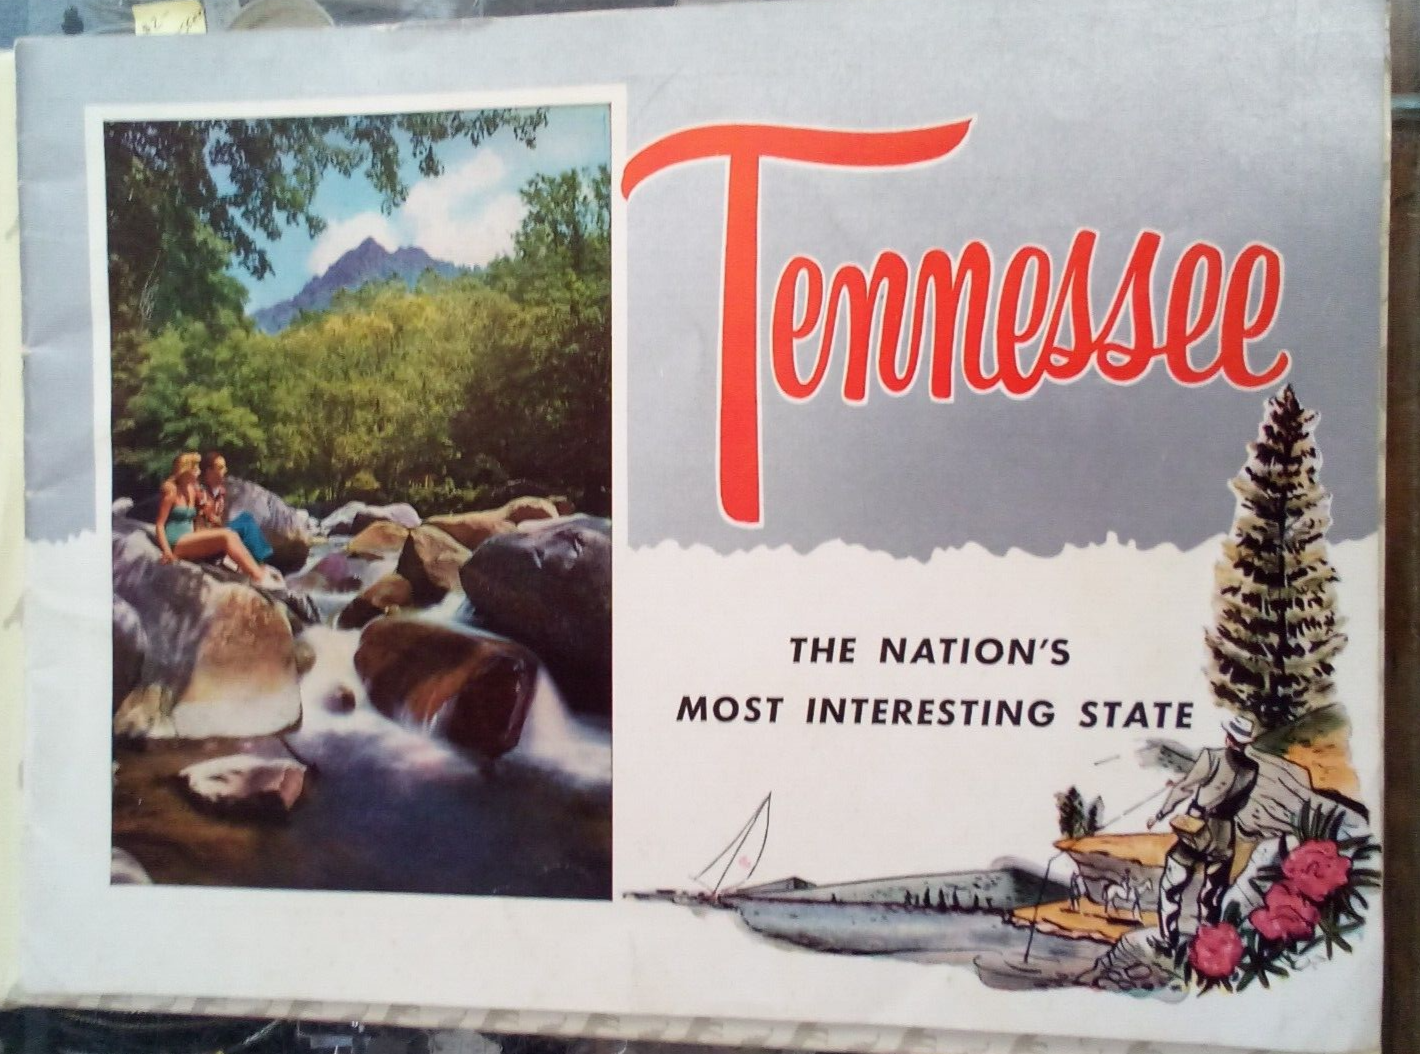 Tennessee
THE NATION'S
MOST INTERESTING STATE